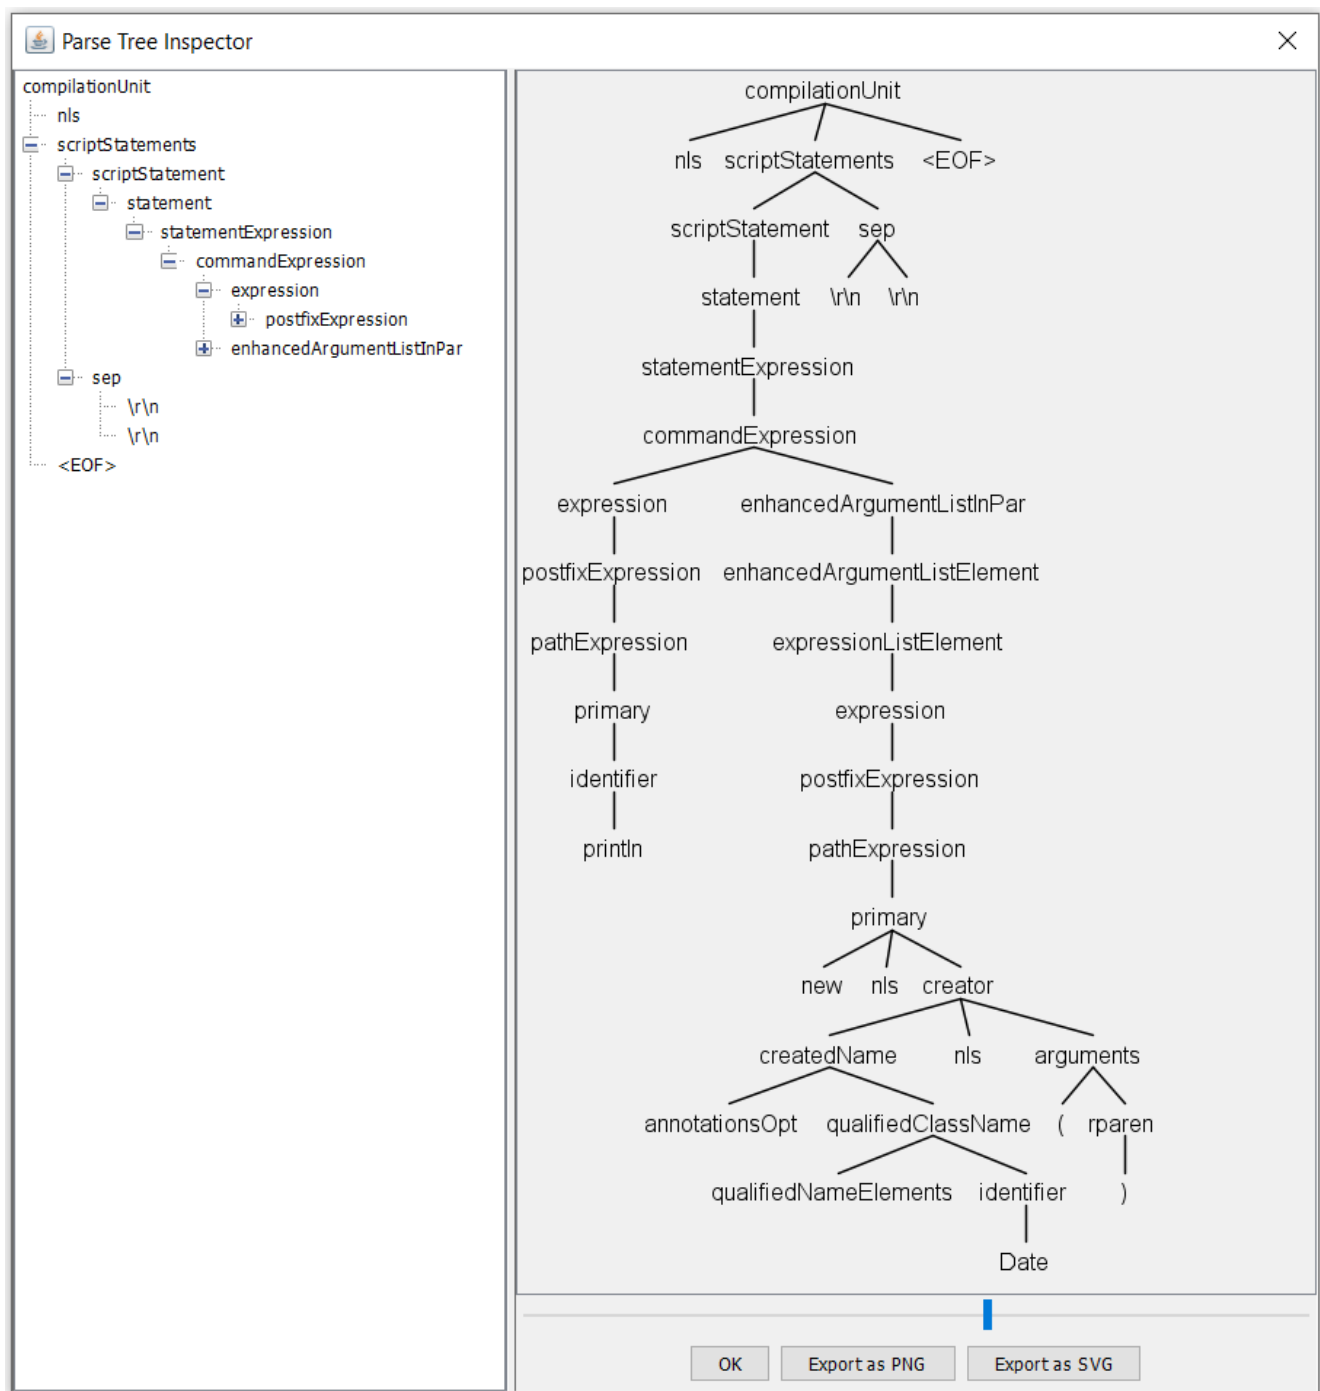 Parse Tree Inspector
compilationUnit
nls
scriptStatements
scriptStatement
statement
statementExpression
commandExpression
expression
postfixExpression
enhancedArgumentListInPar
sep
\r\n
\r\n
<EOF>
compilationUnit
nls scriptStatements <EOF>
scriptStatement sep
statement \r\n \r\n
statementExpression
commandExpression
expression enhancedArgumentListInPar
postfixExpression enhancedArgumentListElement
pathExpression expressionListElement
primary expression
identifier postfixExpression
println pathExpression
primary
new nls creator
createdName nls arguments
annotationsOpt qualifiedClassName ( rparen
qualifiedNameElements identifier )
Date
OK Export as PNG Export as SVG